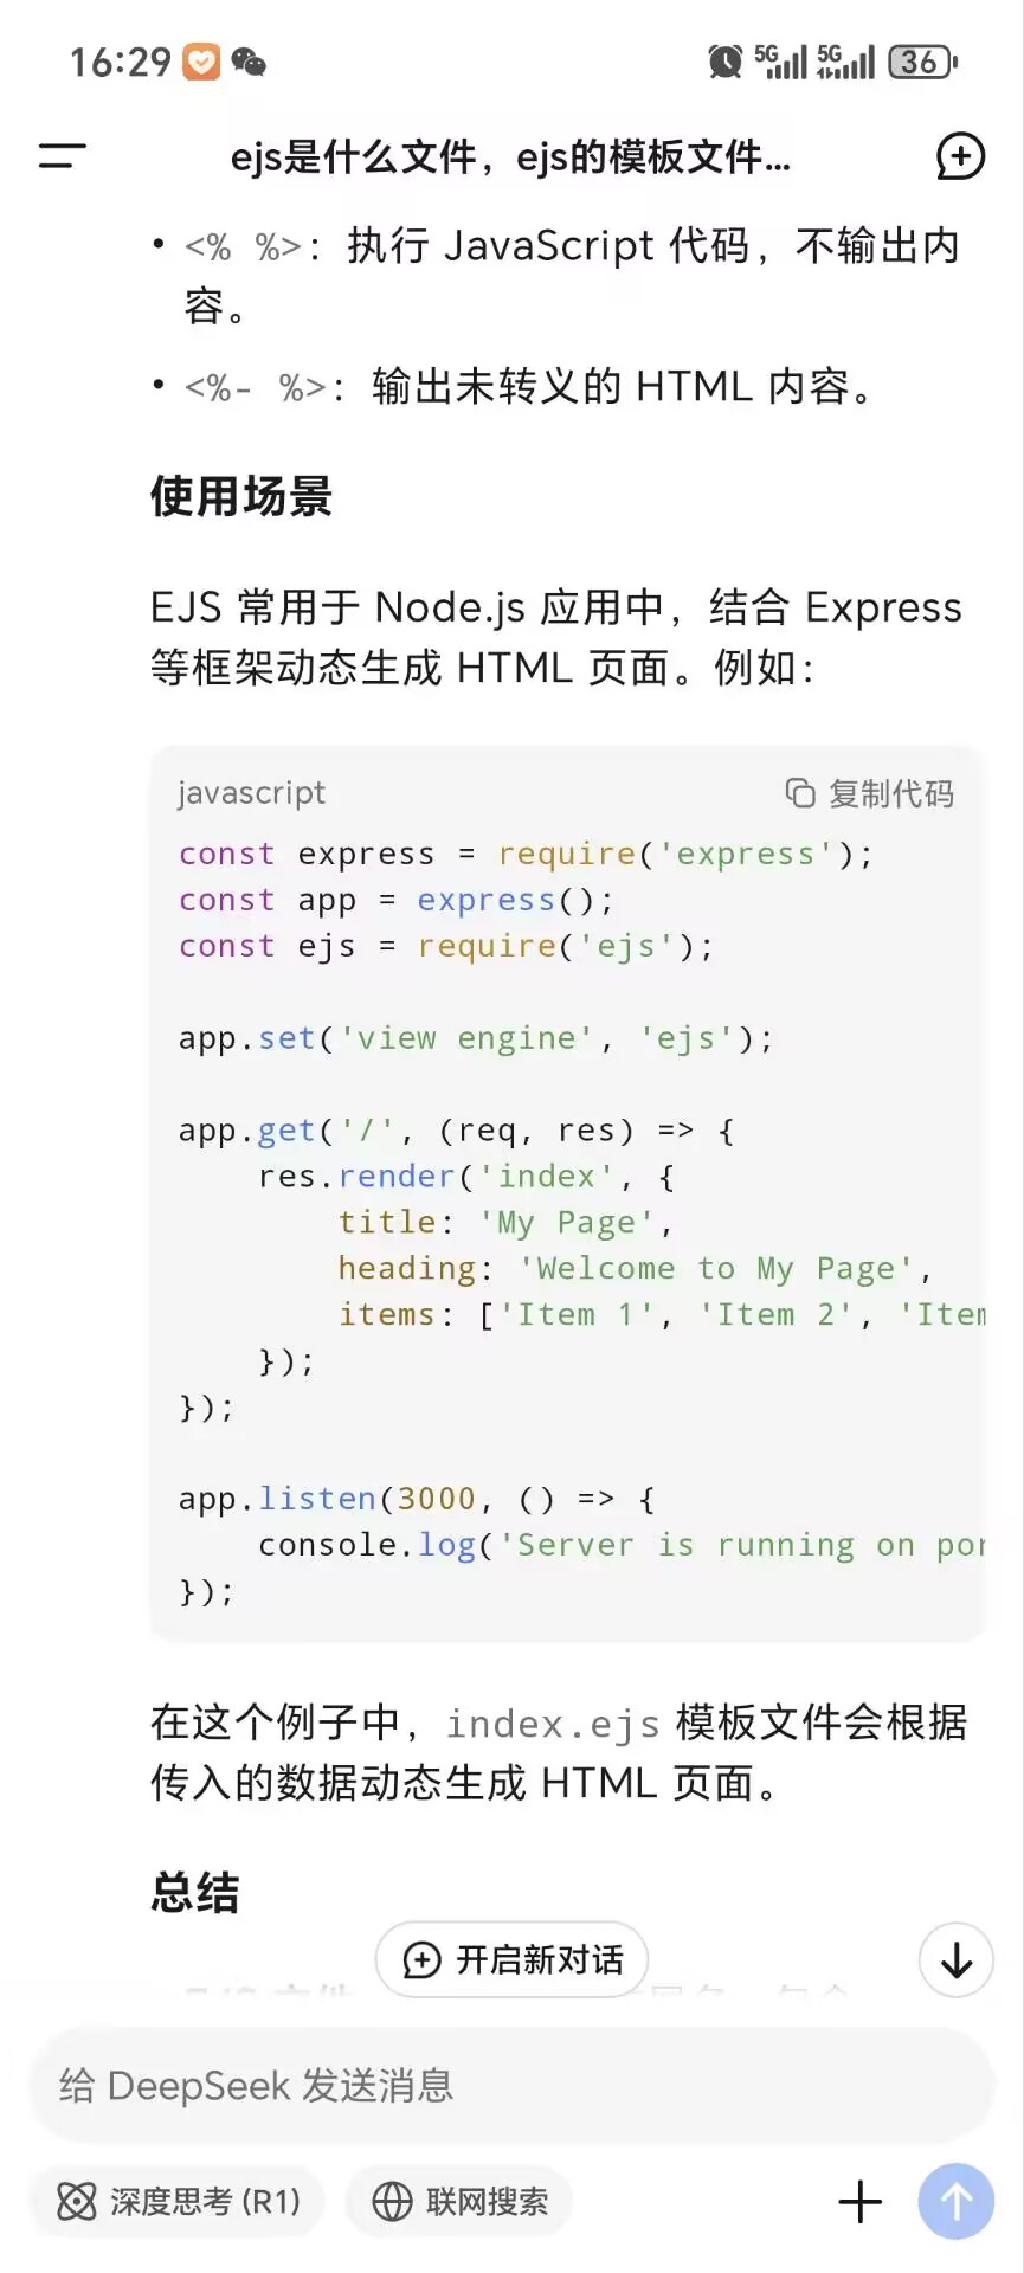 16:29 5G 5G 36
ejs是什么文件，ejs的模板文件...
• <% %>：执行 JavaScript 代码，不输出内
容。
• <%- %>：输出未转义的 HTML 内容。
使用场景
EJS 常用于 Node.js 应用中，结合 Express
等框架动态生成 HTML 页面。例如：
javascript 复制代码
const express = require('express');
const app = express();
const ejs = require('ejs');
app.set('view engine', 'ejs');
app.get('/', (req, res) => {
    res.render('index', {
        title: 'My Page',
        heading: 'Welcome to My Page',
        items: ['Item 1', 'Item 2', 'Item
    });
});
app.listen(3000, () => {
    console.log('Server is running on por
});
在这个例子中，index.ejs 模板文件会根据
传入的数据动态生成 HTML 页面。
总结
开启新对话
给 DeepSeek 发送消息
深度思考 (R1) 联网搜索